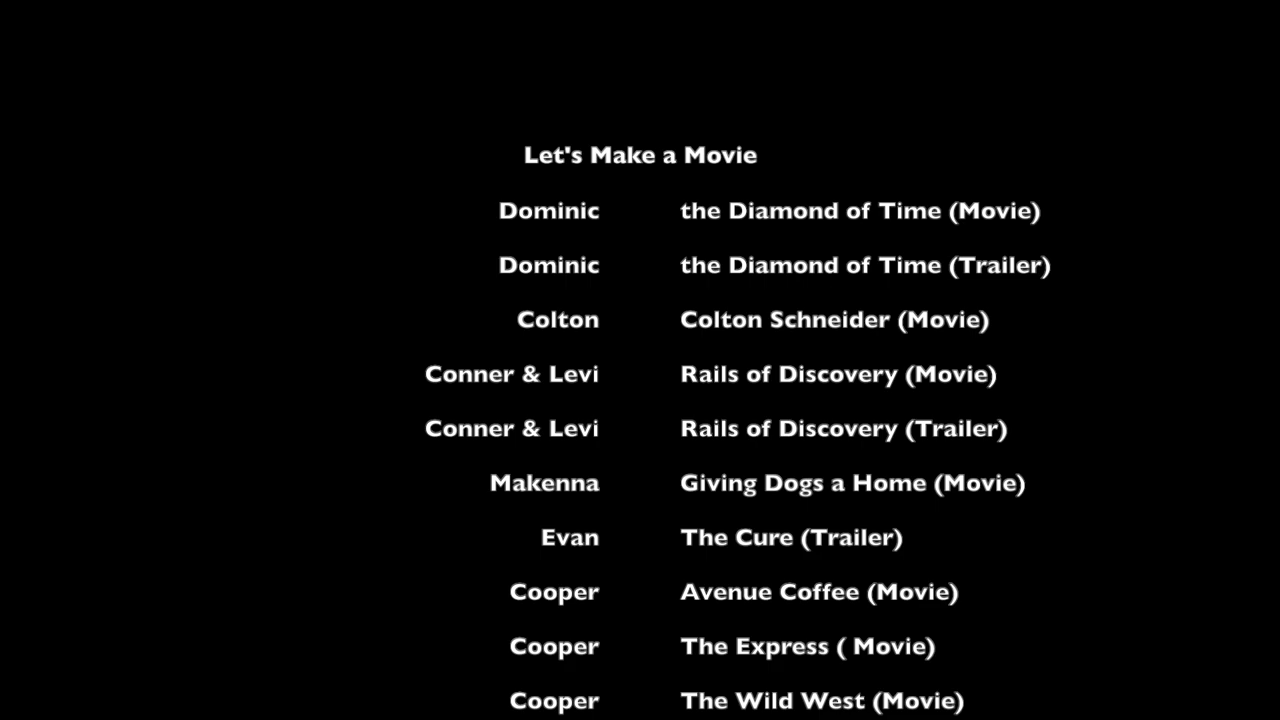 Let's Make a Movie
Dominic the Diamond of Time (Movie)
Dominic the Diamond of Time (Trailer)
Colton Colton Schneider (Movie)
Conner & Levi Rails of Discovery (Movie)
Conner & Levi Rails of Discovery (Trailer)
Makenna Giving Dogs a Home (Movie)
Evan The Cure (Trailer)
Cooper Avenue Coffee (Movie)
Cooper The Express ( Movie)
Cooper The Wild West (Movie)